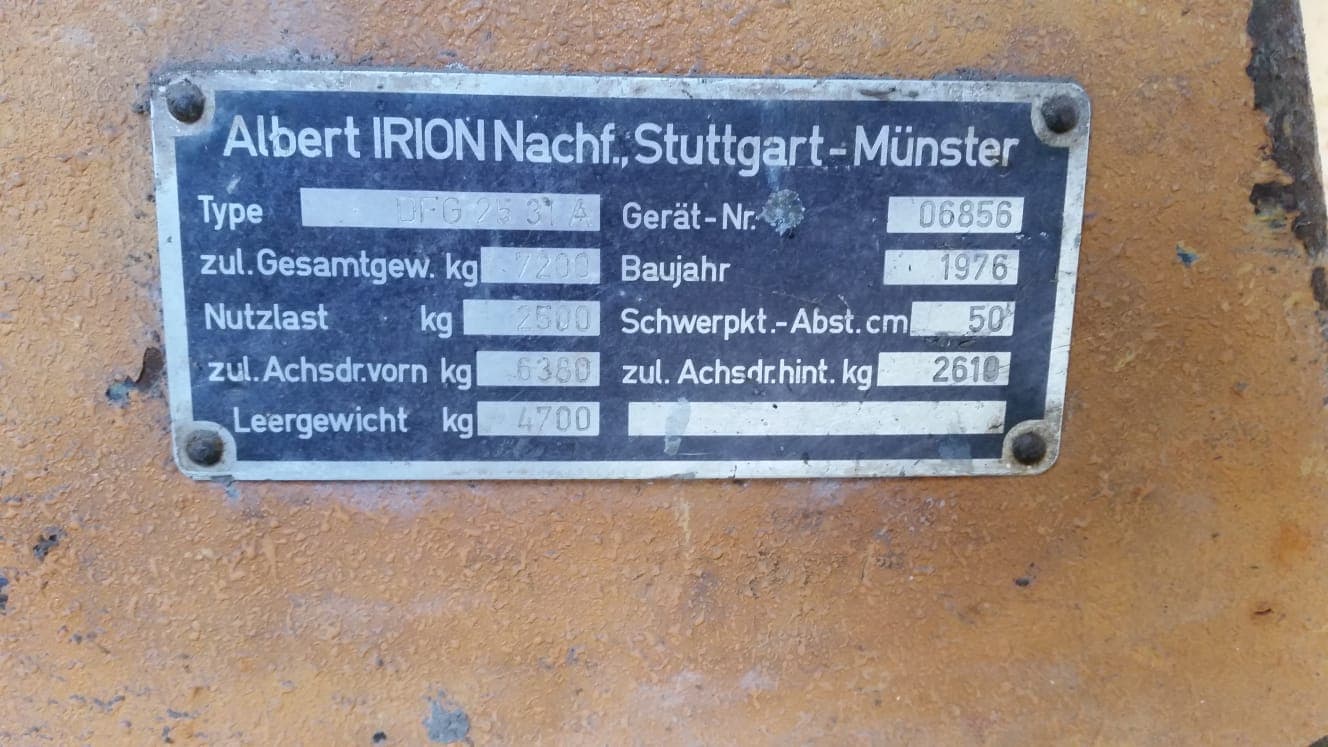 Albert IRION Nachf., Stuttgart-Münster
Type DFG 25 31 A Gerät-Nr. 06856
zul. Gesamtgew. kg 7200 Baujahr 1976
Nutzlast kg 2500 Schwerpkt.-Abst. cm 50
zul. Achsdr. vorn kg 6380 zul. Achsdr. hint. kg 2610
Leergewicht kg 4700